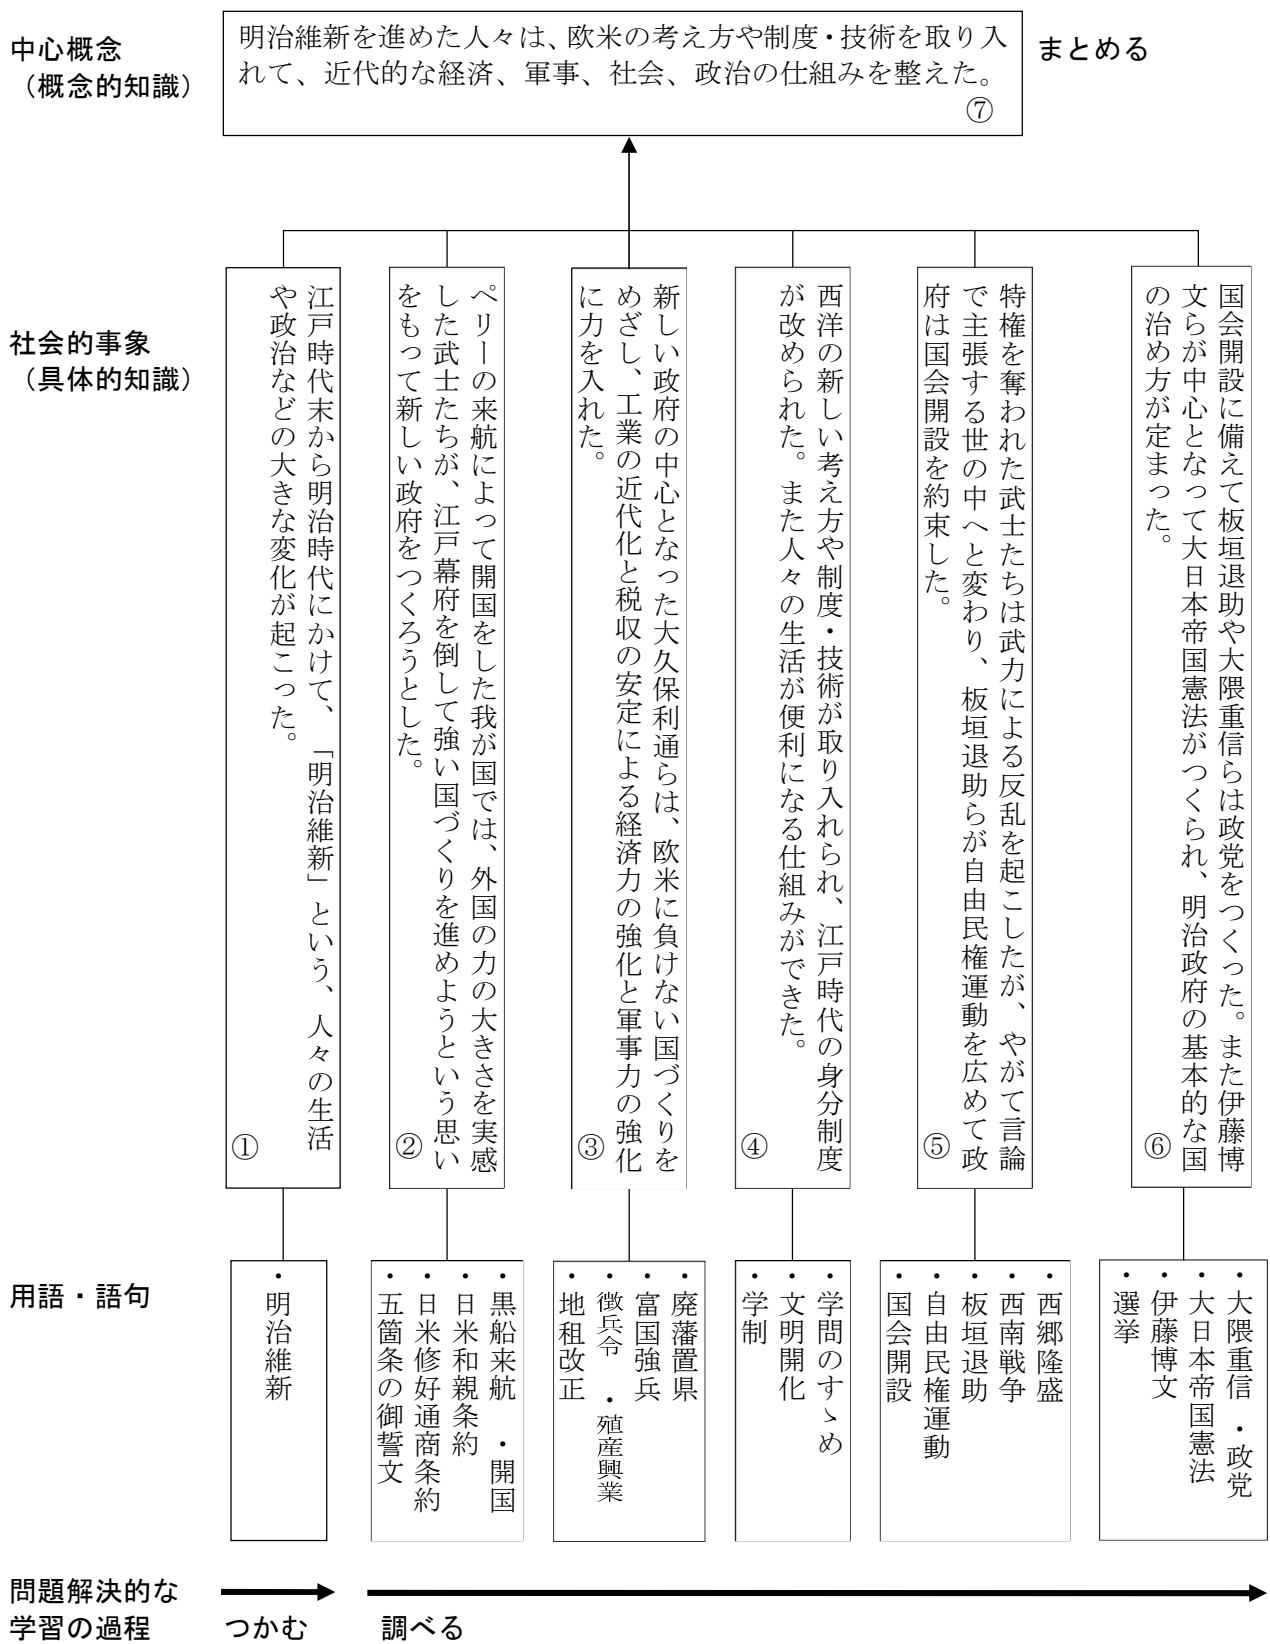 中心概念
（概念的知識）
明治維新を進めた人々は、欧米の考え方や制度・技術を取り入
れて、近代的な経済、軍事、社会、政治の仕組みを整えた。
⑦
まとめる
社会的事象
（具体的知識）
江戸時代末から明治時代にかけて、「明治維新」という、人々の生活
や政治などの大きな変化が起こった。
①
ペリーの来航によって開国をした我が国では、外国の力の大きさを実感
した武士たちが、江戸幕府を倒して強い国づくりを進めようという思い
をもって新しい政府をつくろうとした。
②
新しい政府の中心となった大久保利通らは、欧米に負けない国づくりを
めざし、工業の近代化と税収の安定による経済力の強化と軍事力の強化
に力を入れた。
③
西洋の新しい考え方や制度・技術が取り入れられ、江戸時代の身分制度
が改められた。また人々の生活が便利になる仕組みができた。
④
特権を奪われた武士たちは武力による反乱を起こしたが、やがて言論
で主張する世の中へと変わり、板垣退助らが自由民権運動を広めて政
府は国会開設を約束した。
⑤
国会開設に備えて板垣退助や大隈重信らは政党をつくった。また伊藤博
文らが中心となって大日本帝国憲法がつくられ、明治政府の基本的な国
の治め方が定まった。
⑥
用語・語句
・明治維新
・黒船来航 ・開国
・日米和親条約
・日米修好通商条約
・五箇条の御誓文
・廃藩置県
・富国強兵
・徴兵令 ・殖産興業
・地租改正
・学問のすゝめ
・文明開化
・学制
・西郷隆盛
・西南戦争
・板垣退助
・自由民権運動
・国会開設
・大隈重信 ・政党
・大日本帝国憲法
・伊藤博文
・選挙
問題解決的な
学習の過程
つかむ
調べる